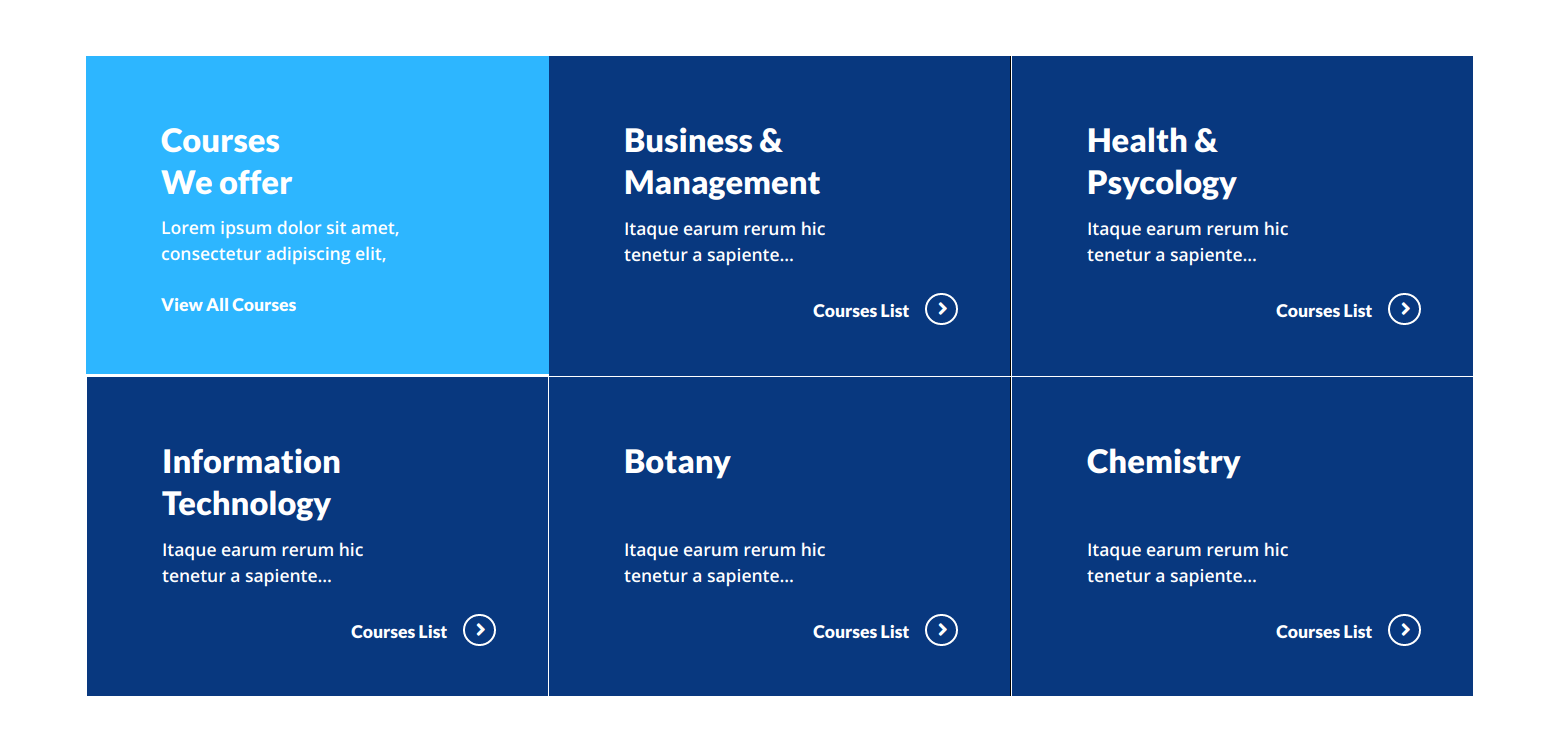 Courses
We offer
Lorem ipsum dolor sit amet,
consectetur adipiscing elit,
View All Courses
Business &
Management
Itaque earum rerum hic
tenetur a sapiente...
Courses List
Health &
Psycology
Itaque earum rerum hic
tenetur a sapiente...
Courses List
Information
Technology
Itaque earum rerum hic
tenetur a sapiente...
Courses List
Botany
Itaque earum rerum hic
tenetur a sapiente...
Courses List
Chemistry
Itaque earum rerum hic
tenetur a sapiente...
Courses List